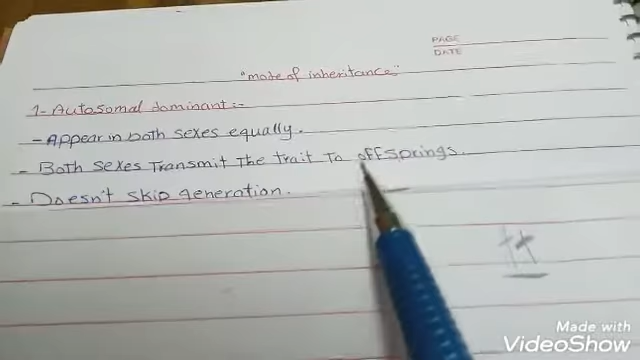 PAGE
DATE
"mode of inheritance"
1- Autosomal dominant:-
- Appear in both sexes equally.
- Both sexes Transmit The trait To offsprings.
- Doesn't skip generation.
tt
Made with
VideoShow